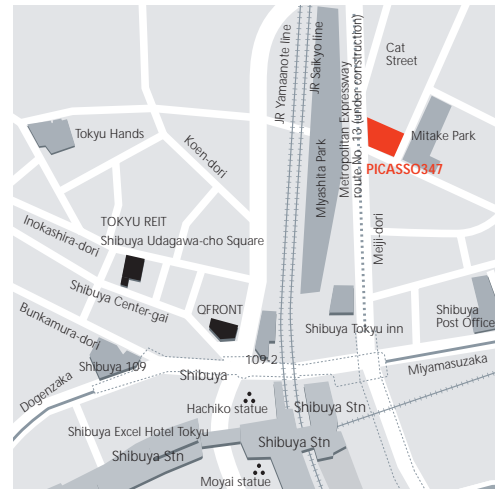 Cat
Street
JR Yamaanote line
JR Saikyo line
Metropolitan Expressway
route No. 13 (under construction)
Tokyu Hands
Koen-dori
Mitake Park
PICASSO347
MIyashita Park
Meiji-dori
Inokashira-dori
TOKYU REIT
Shibuya Udagawa-cho Square
Shibuya Center-gai
QFRONT
Bunkamura-dori
Shibuya Tokyu inn
Shibuya
Post Office
Shibuya 109
109-2
Shibuya
Miyamasuzaka
Dogenzaka
Hachiko statue
Shibuya Stn
Shibuya Excel Hotel Tokyu
Shibuya Stn
Shibuya Stn
Moyai statue